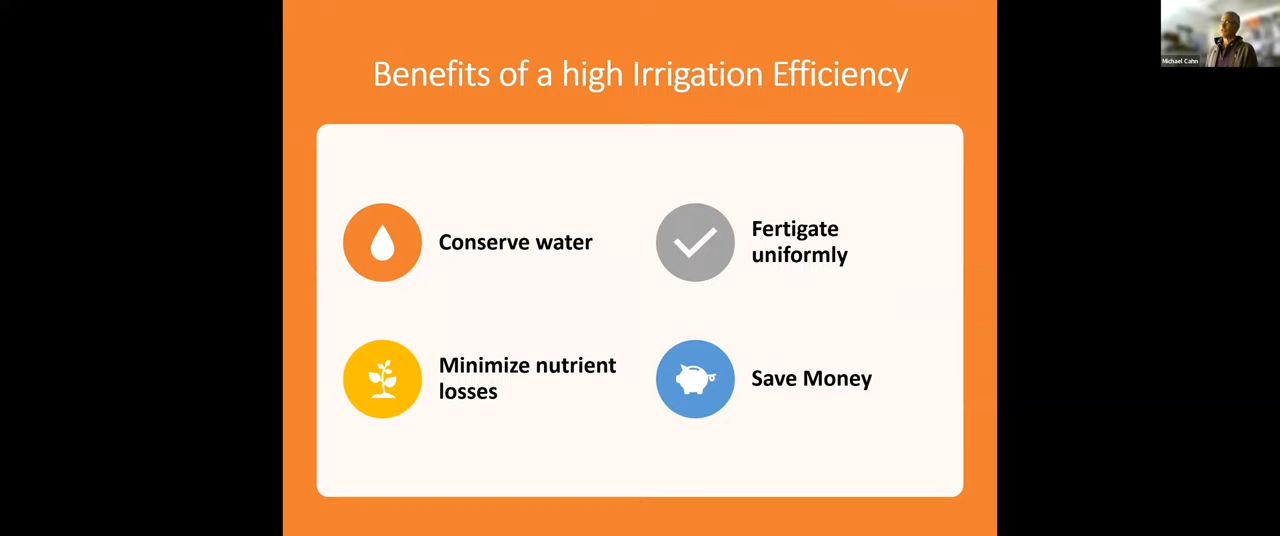 Benefits of a high Irrigation Efficiency
Michael Cahn
Conserve water
Fertigate
uniformly
Minimize nutrient
losses
Save Money